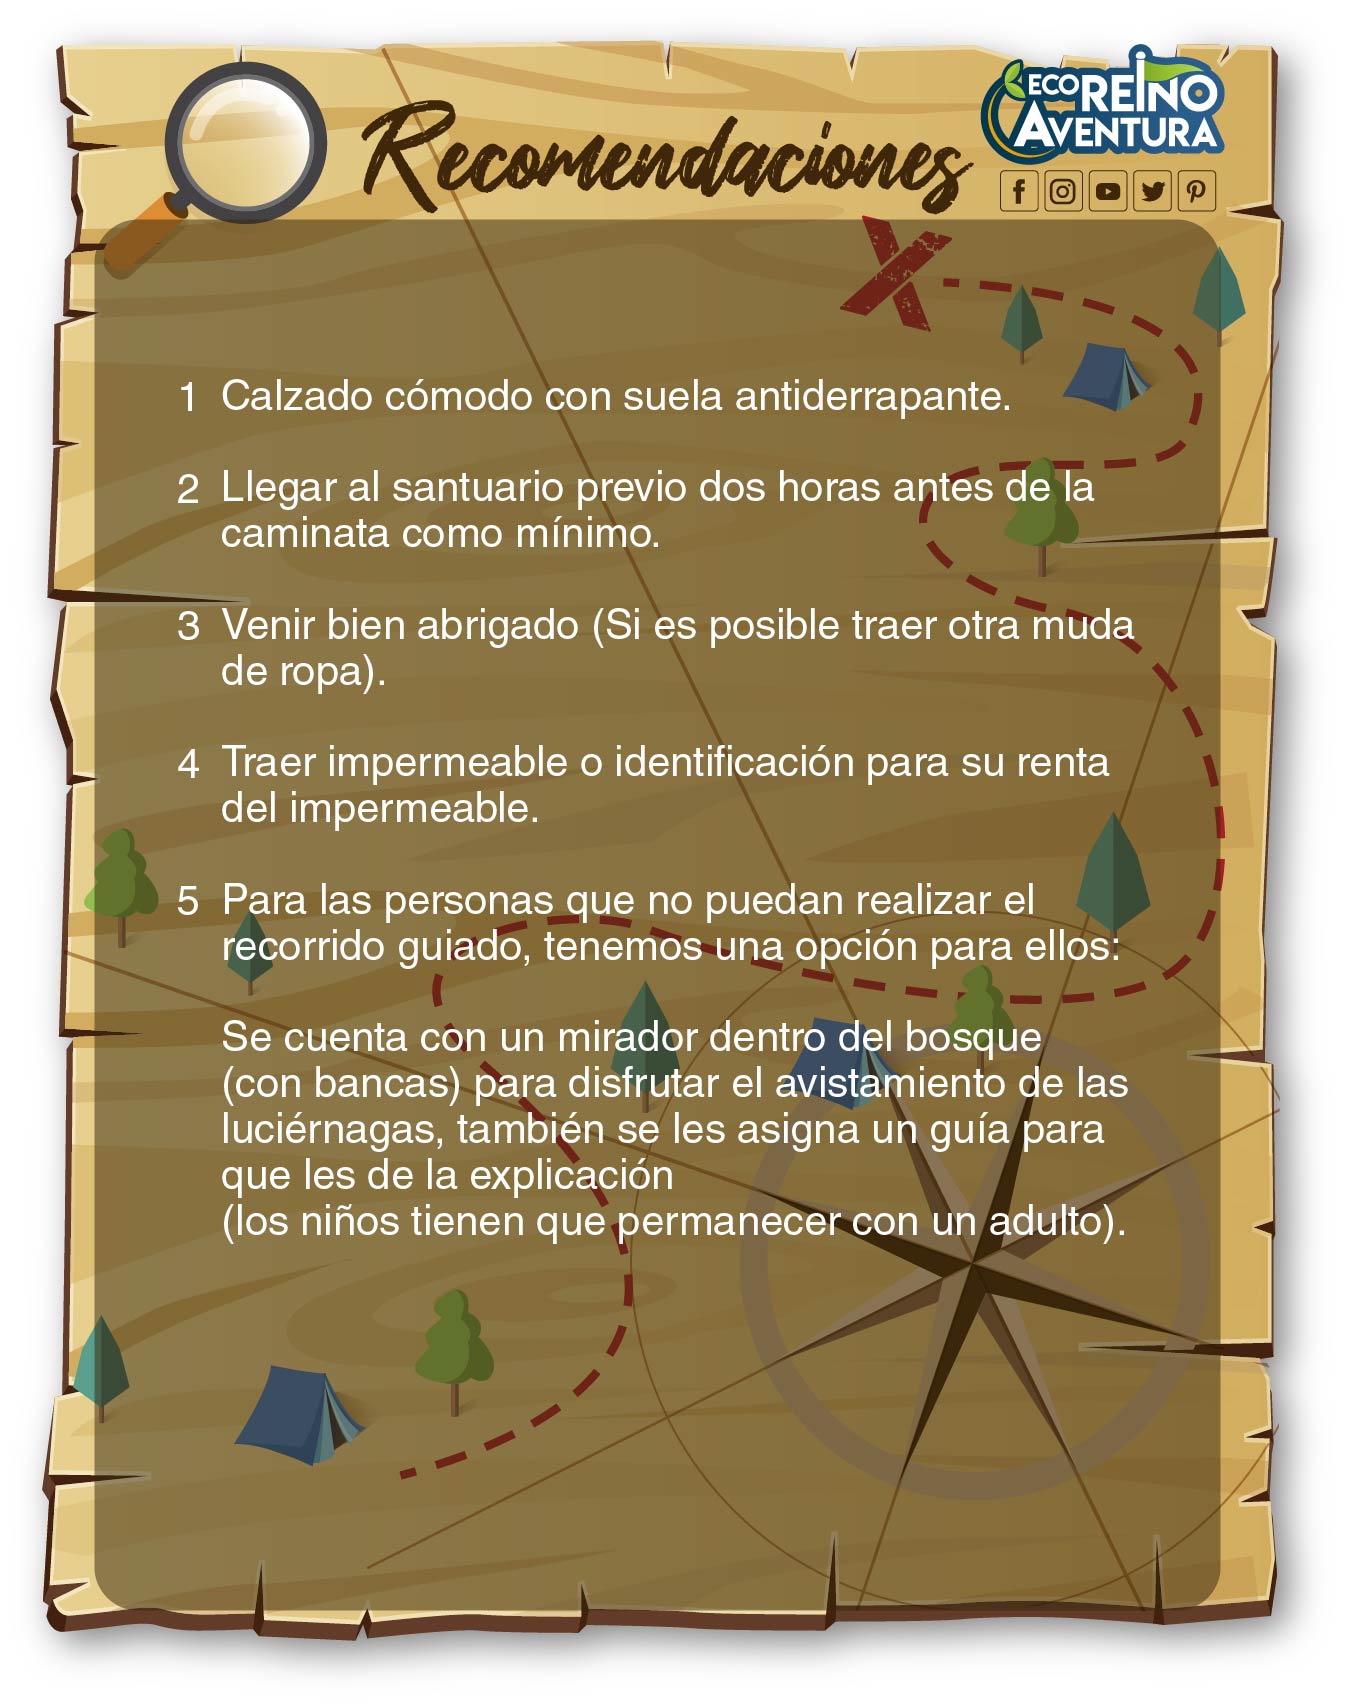 Recomendaciones
ECOREINO
AVENTURA
1 Calzado cómodo con suela antiderrapante.
2 Llegar al santuario previo dos horas antes de la
caminata como mínimo.
3 Venir bien abrigado (Si es posible traer otra muda
de ropa).
4 Traer impermeable o identificación para su renta
del impermeable.
5 Para las personas que no puedan realizar el
recorrido guiado, tenemos una opción para ellos:
Se cuenta con un mirador dentro del bosque
(con bancas) para disfrutar el avistamiento de las
luciérnagas, también se les asigna un guía para
que les de la explicación
(los niños tienen que permanecer con un adulto).